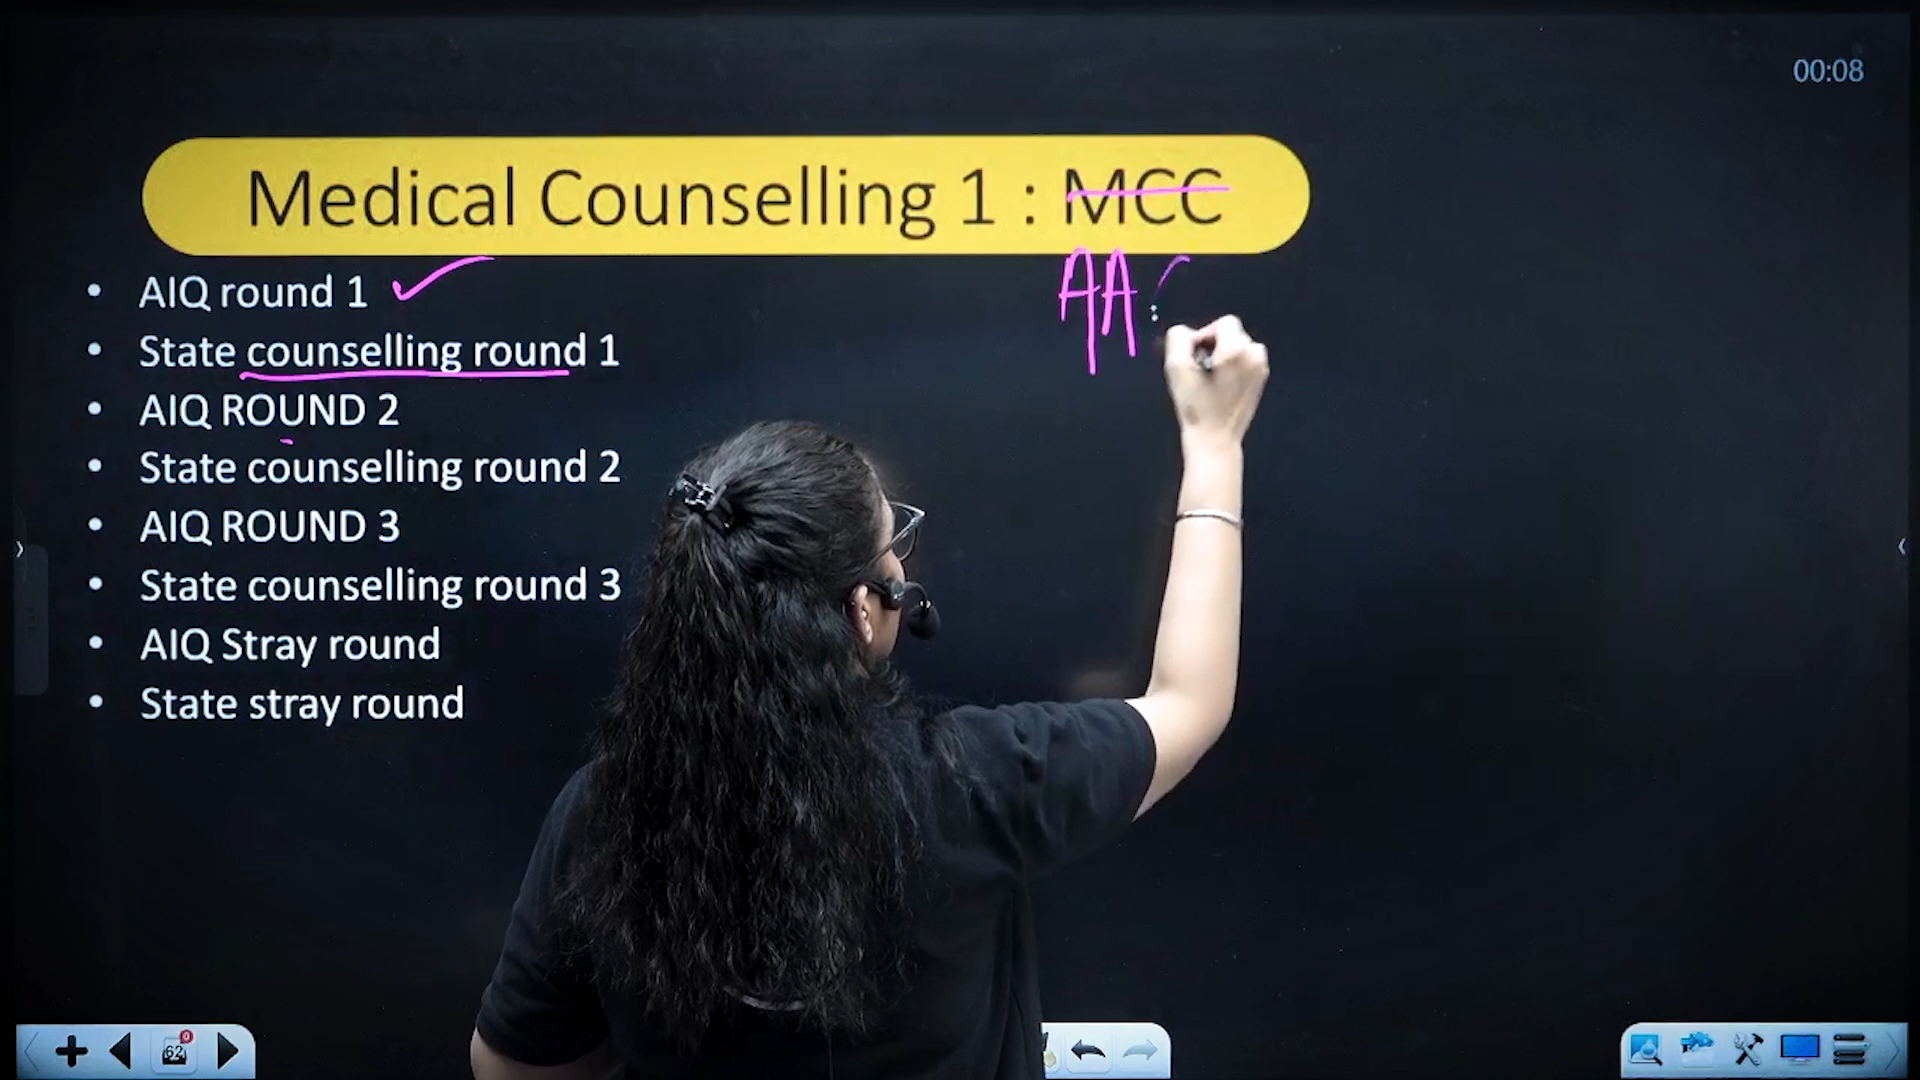 00:08
Medical Counselling 1 : MCC
AA
• AIQ round 1
• State counselling round 1
• AIQ ROUND 2
• State counselling round 2
• AIQ ROUND 3
• State counselling round 3
• AIQ Stray round
• State stray round
62